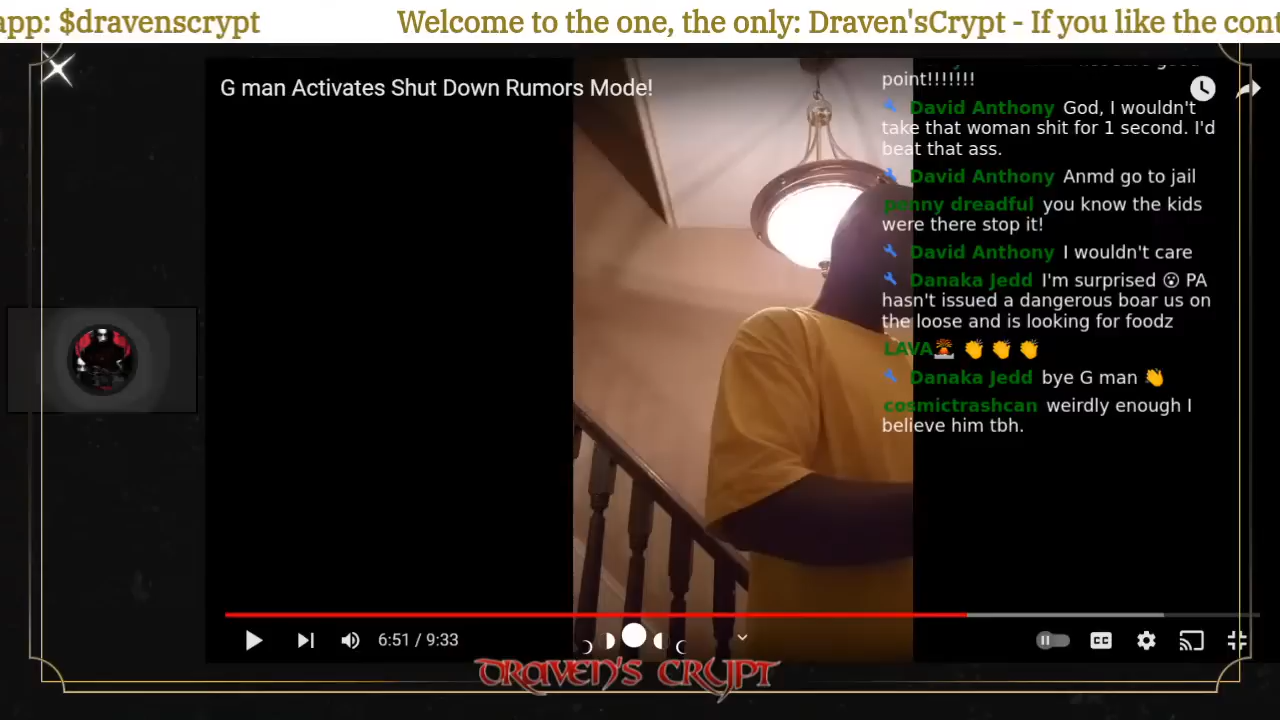 app: $dravenscrypt
Welcome to the one, the only: Draven'sCrypt - If you like the cont
G man Activates Shut Down Rumors Mode!
point!!!!!!!
David Anthony God, I wouldn't
take that woman shit for 1 second. I'd
beat that ass.
David Anthony Anmd go to jail
penny dreadful you know the kids
were there stop it!
David Anthony I wouldn't care
Danaka Jedd I'm surprised 😮 PA
hasn't issued a dangerous boar us on
the loose and is looking for foodz
LAVA🌋 👏 👏 👏
Danaka Jedd bye G man 👋
cosmictrashcan weirdly enough I
believe him tbh.
6:51 / 9:33
CC
DRAVEN'S CRYPT